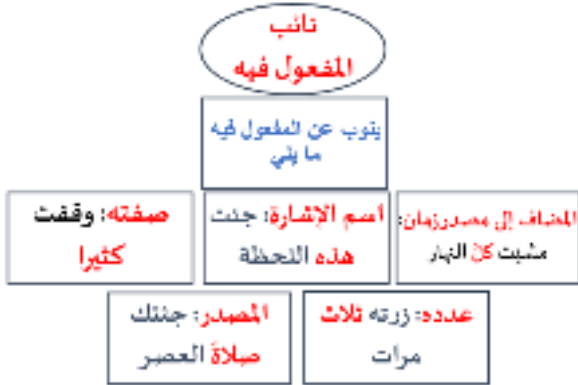 نائب
المفعول فيه
ينوب عن المفعول فيه
ما يلي
المضاف إلى مصدر زمان:
مشيت كلّ النهار
اسم الإشارة: جئت
هذه اللحظة
صفته: وقفت
كثيرا
عدده: زرته ثلاث
مرات
المصدر: جئتك
صلاةَ العصر